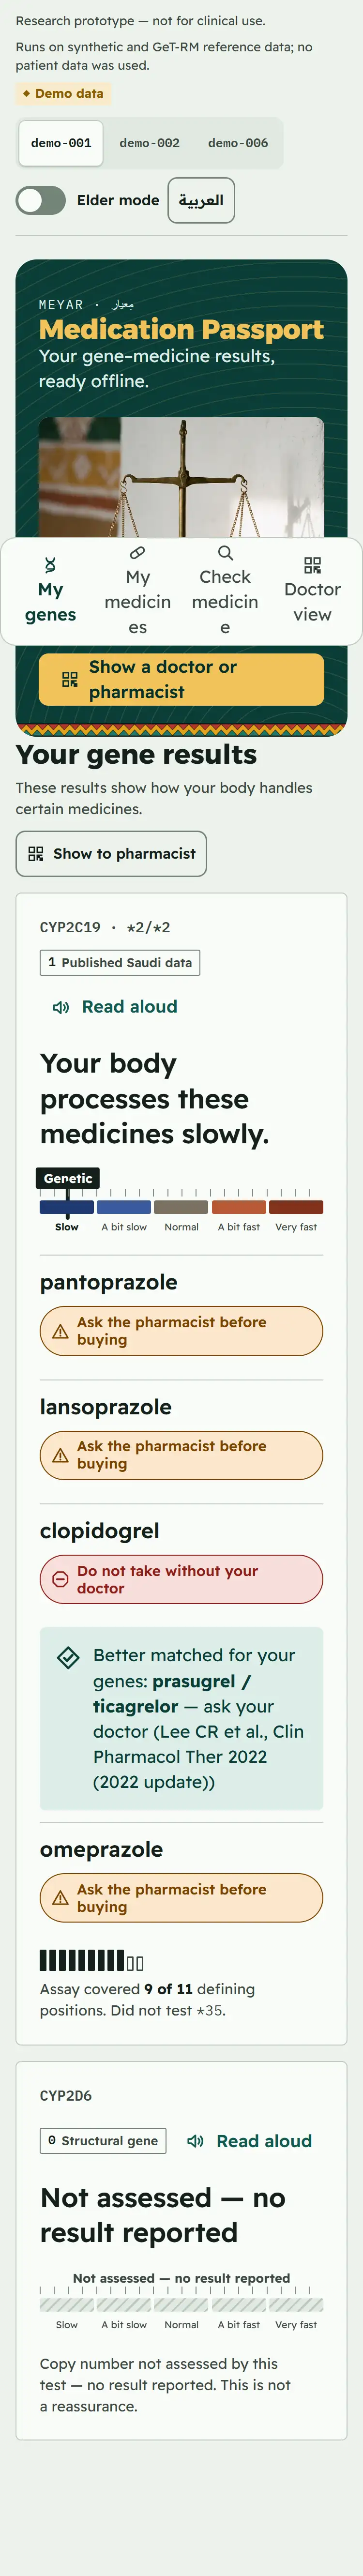 Research prototype — not for clinical use.
Runs on synthetic and GeT-RM reference data; no
patient data was used.
Demo data
demo-001 demo-002 demo-006
Elder mode العربية
MEYAR · معيار
Medication Passport
Your gene–medicine results,
ready offline.
My
genes
My
medicin
es
Check
medicin
e
Doctor
view
Show a doctor or
pharmacist
Your gene results
These results show how your body handles
certain medicines.
Show to pharmacist
CYP2C19 · *2/*2
1 Published Saudi data
Read aloud
Your body
processes these
medicines slowly.
Genetic
Slow A bit slow Normal A bit fast Very fast
pantoprazole
Ask the pharmacist before
buying
lansoprazole
Ask the pharmacist before
buying
clopidogrel
Do not take without your
doctor
Better matched for your
genes: prasugrel /
ticagrelor — ask your
doctor (Lee CR et al., Clin
Pharmacol Ther 2022
(2022 update))
omeprazole
Ask the pharmacist before
buying
Assay covered 9 of 11 defining
positions. Did not test *35.
CYP2D6
0 Structural gene
Read aloud
Not assessed — no
result reported
Not assessed — no result reported
Slow A bit slow Normal A bit fast Very fast
Copy number not assessed by this
test — no result reported. This is not
a reassurance.